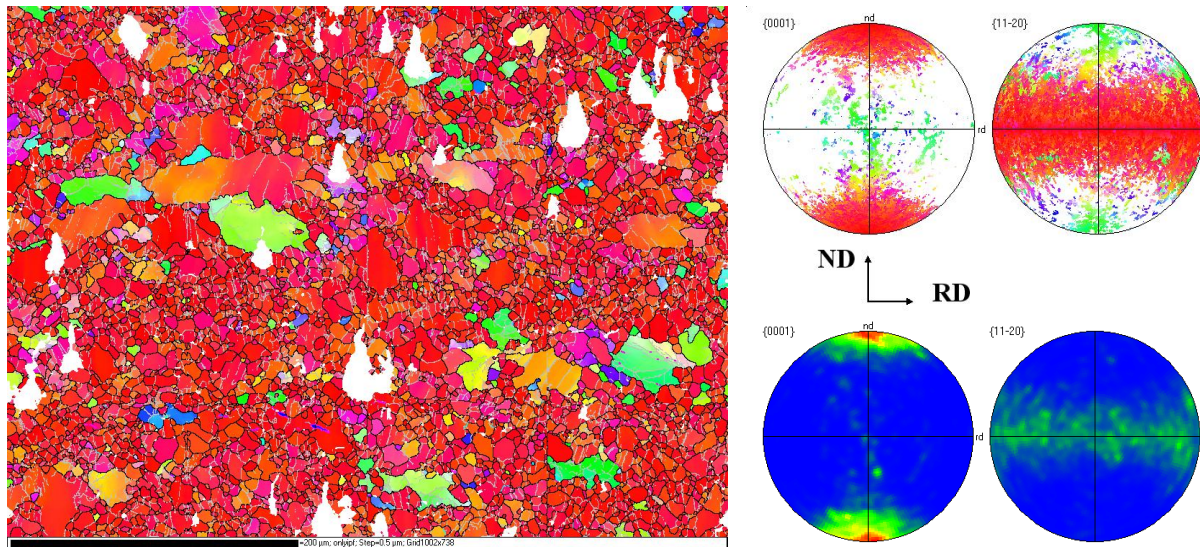 {0001}
nd
{11-20}
rd
ND
RD
{0001}
nd
{11-20}
rd
=200 µm; onlyipf; Step=0.5 µm; Grid1002x738